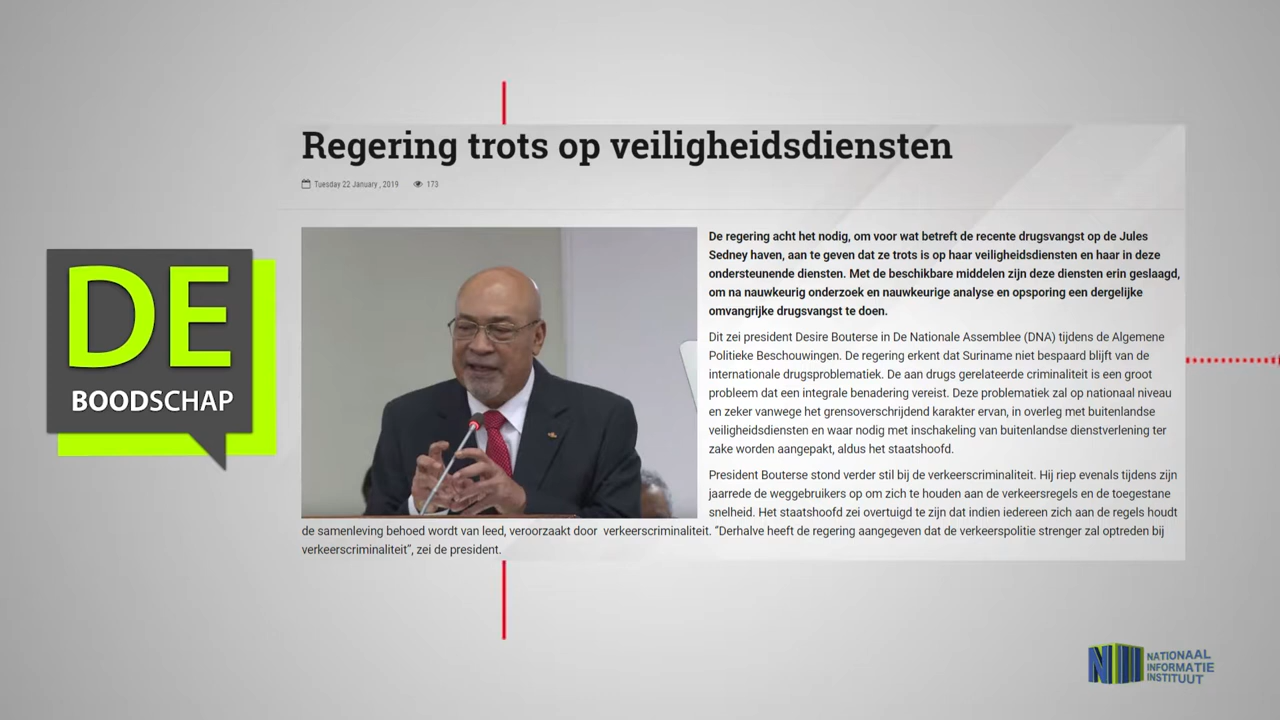 Regering trots op veiligheidsdiensten
Tuesday 22 January , 2019 173
DE
BOODSCHAP
De regering acht het nodig, om voor wat betreft de recente drugsvangst op de Jules
Sedney haven, aan te geven dat ze trots is op haar veiligheidsdiensten en haar in deze
ondersteunende diensten. Met de beschikbare middelen zijn deze diensten erin geslaagd,
om na nauwkeurig onderzoek en nauwkeurige analyse en opsporing een dergelijke
omvangrijke drugsvangst te doen.
Dit zei president Desire Bouterse in De Nationale Assemblee (DNA) tijdens de Algemene
Politieke Beschouwingen. De regering erkent dat Suriname niet bespaard blijft van de
internationale drugsproblematiek. De aan drugs gerelateerde criminaliteit is een groot
probleem dat een integrale benadering vereist. Deze problematiek zal op nationaal niveau
en zeker vanwege het grensoverschrijdend karakter ervan, in overleg met buitenlandse
veiligheidsdiensten en waar nodig met inschakeling van buitenlandse dienstverlening ter
zake worden aangepakt, aldus het staatshoofd.
President Bouterse stond verder stil bij de verkeerscriminaliteit. Hij riep evenals tijdens zijn
jaarrede de weggebruikers op om zich te houden aan de verkeersregels en de toegestane
snelheid. Het staatshoofd zei overtuigd te zijn dat indien iedereen zich aan de regels houdt
de samenleving behoed wordt van leed, veroorzaakt door verkeerscriminaliteit. “Derhalve heeft de regering aangegeven dat de verkeerspolitie strenger zal optreden bij
verkeerscriminaliteit”, zei de president.
NII NATIONAAL
INFORMATIE
INSTITUUT